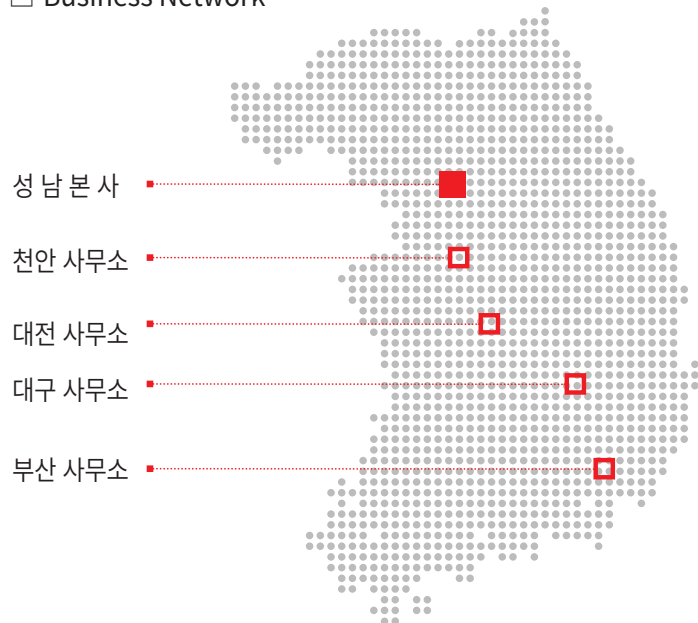 Business Network
성 남 본 사
천안 사무소
대전 사무소
대구 사무소
부산 사무소